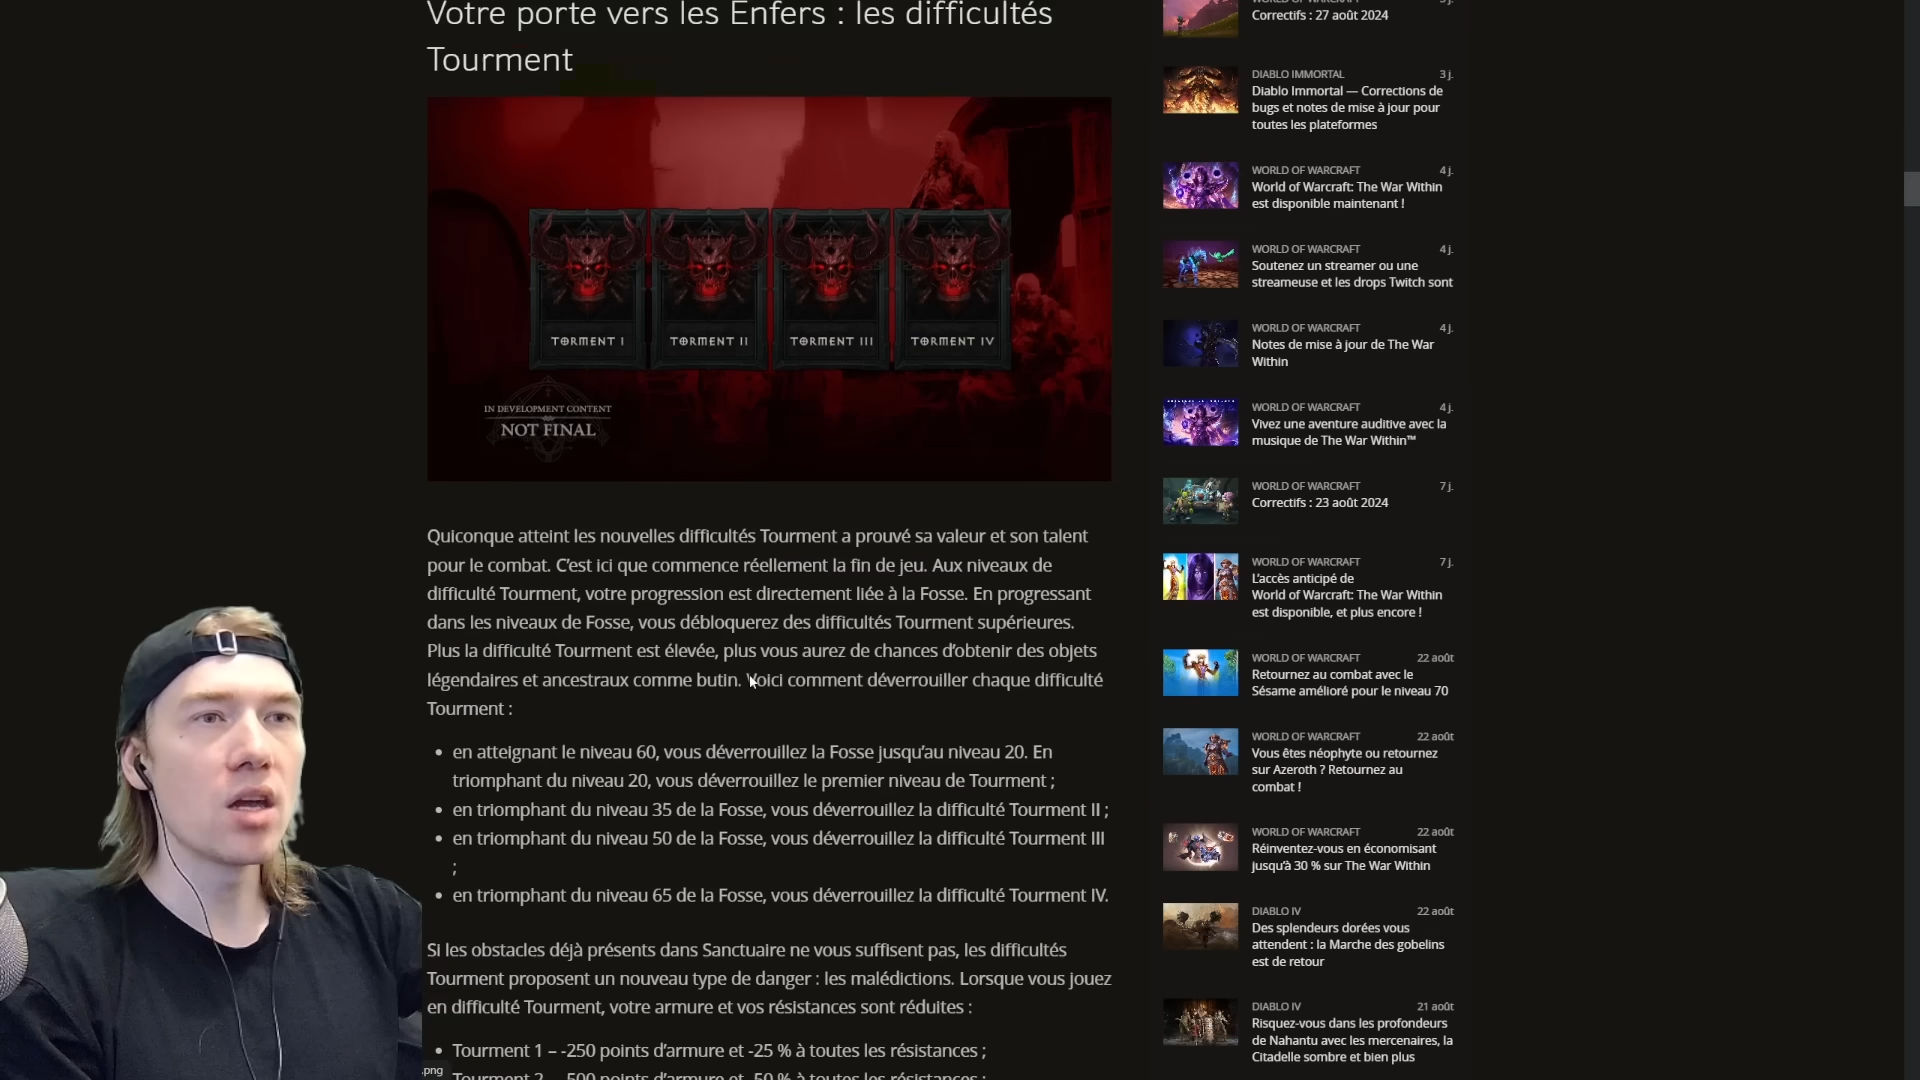 Votre porte vers les Enfers : les difficultés
Tourment
TORMENT I
TORMENT II
TORMENT III
TORMENT IV
IN DEVELOPMENT CONTENT
NOT FINAL
Quiconque atteint les nouvelles difficultés Tourment a prouvé sa valeur et son talent
pour le combat. C’est ici que commence réellement la fin de jeu. Aux niveaux de
difficulté Tourment, votre progression est directement liée à la Fosse. En progressant
dans les niveaux de Fosse, vous débloquerez des difficultés Tourment supérieures.
Plus la difficulté Tourment est élevée, plus vous aurez de chances d’obtenir des objets
légendaires et ancestraux comme butin. Voici comment déverrouiller chaque difficulté
Tourment :
• en atteignant le niveau 60, vous déverrouillez la Fosse jusqu’au niveau 20. En
triomphant du niveau 20, vous déverrouillez le premier niveau de Tourment ;
• en triomphant du niveau 35 de la Fosse, vous déverrouillez la difficulté Tourment II ;
• en triomphant du niveau 50 de la Fosse, vous déverrouillez la difficulté Tourment III
;
• en triomphant du niveau 65 de la Fosse, vous déverrouillez la difficulté Tourment IV.
Si les obstacles déjà présents dans Sanctuaire ne vous suffisent pas, les difficultés
Tourment proposent un nouveau type de danger : les malédictions. Lorsque vous jouez
en difficulté Tourment, votre armure et vos résistances sont réduites :
• Tourment 1 – -250 points d’armure et -25 % à toutes les résistances ;
Tourment 2 – -500 points d’armure et -50 % à toutes les résistances ;
.png
WORLD OF WARCRAFT
Correctifs : 27 août 2024
DIABLO IMMORTAL 3 j.
Diablo Immortal — Corrections de
bugs et notes de mise à jour pour
toutes les plateformes
WORLD OF WARCRAFT 4 j.
World of Warcraft: The War Within
est disponible maintenant !
WORLD OF WARCRAFT 4 j.
Soutenez un streamer ou une
streameuse et les drops Twitch sont
WORLD OF WARCRAFT 4 j.
Notes de mise à jour de The War
Within
WORLD OF WARCRAFT 4 j.
Vivez une aventure auditive avec la
musique de The War Within™
WORLD OF WARCRAFT 7 j.
Correctifs : 23 août 2024
WORLD OF WARCRAFT 7 j.
L’accès anticipé de
World of Warcraft: The War Within
est disponible, et plus encore !
WORLD OF WARCRAFT 22 août
Retournez au combat avec le
Sésame amélioré pour le niveau 70
WORLD OF WARCRAFT 22 août
Vous êtes néophyte ou retournez
sur Azeroth ? Retournez au
combat !
WORLD OF WARCRAFT 22 août
Réinventez-vous en économisant
jusqu’à 30 % sur The War Within
DIABLO IV 22 août
Des splendeurs dorées vous
attendent : la Marche des gobelins
est de retour
DIABLO IV 21 août
Risquez-vous dans les profondeurs
de Nahantu avec les mercenaires, la
Citadelle sombre et bien plus